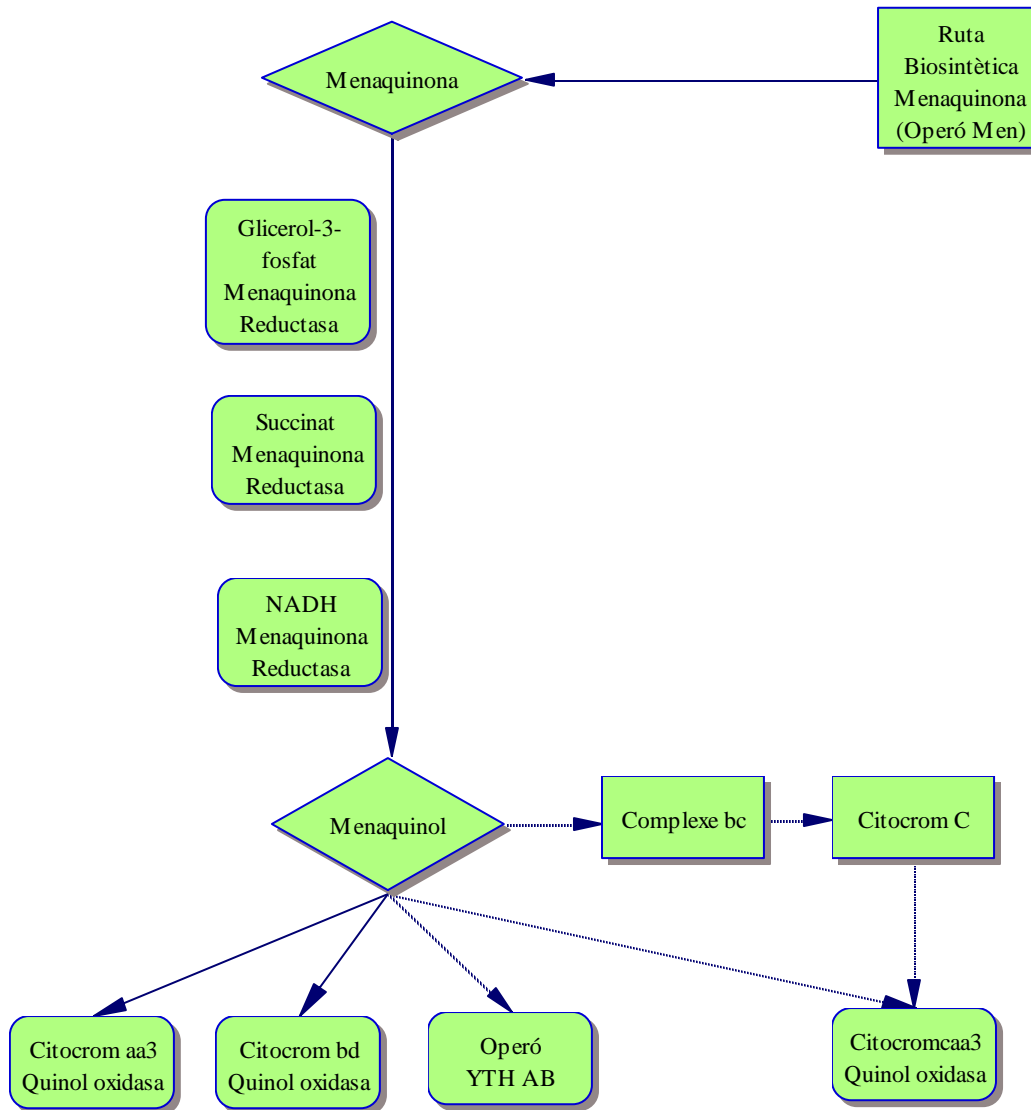 Menaquinona
Ruta
Biosintètica
Menaquinona
(Operó Men)
Glicerol-3-
fosfat
Menaquinona
Reductasa
Succinat
Menaquinona
Reductasa
NADH
Menaquinona
Reductasa
Menaquinol
Complexe bc
Citocrom C
Citocrom aa3
Quinol oxidasa
Citocrom bd
Quinol oxidasa
Operó
YTH AB
Citocromcaa3
Quinol oxidasa